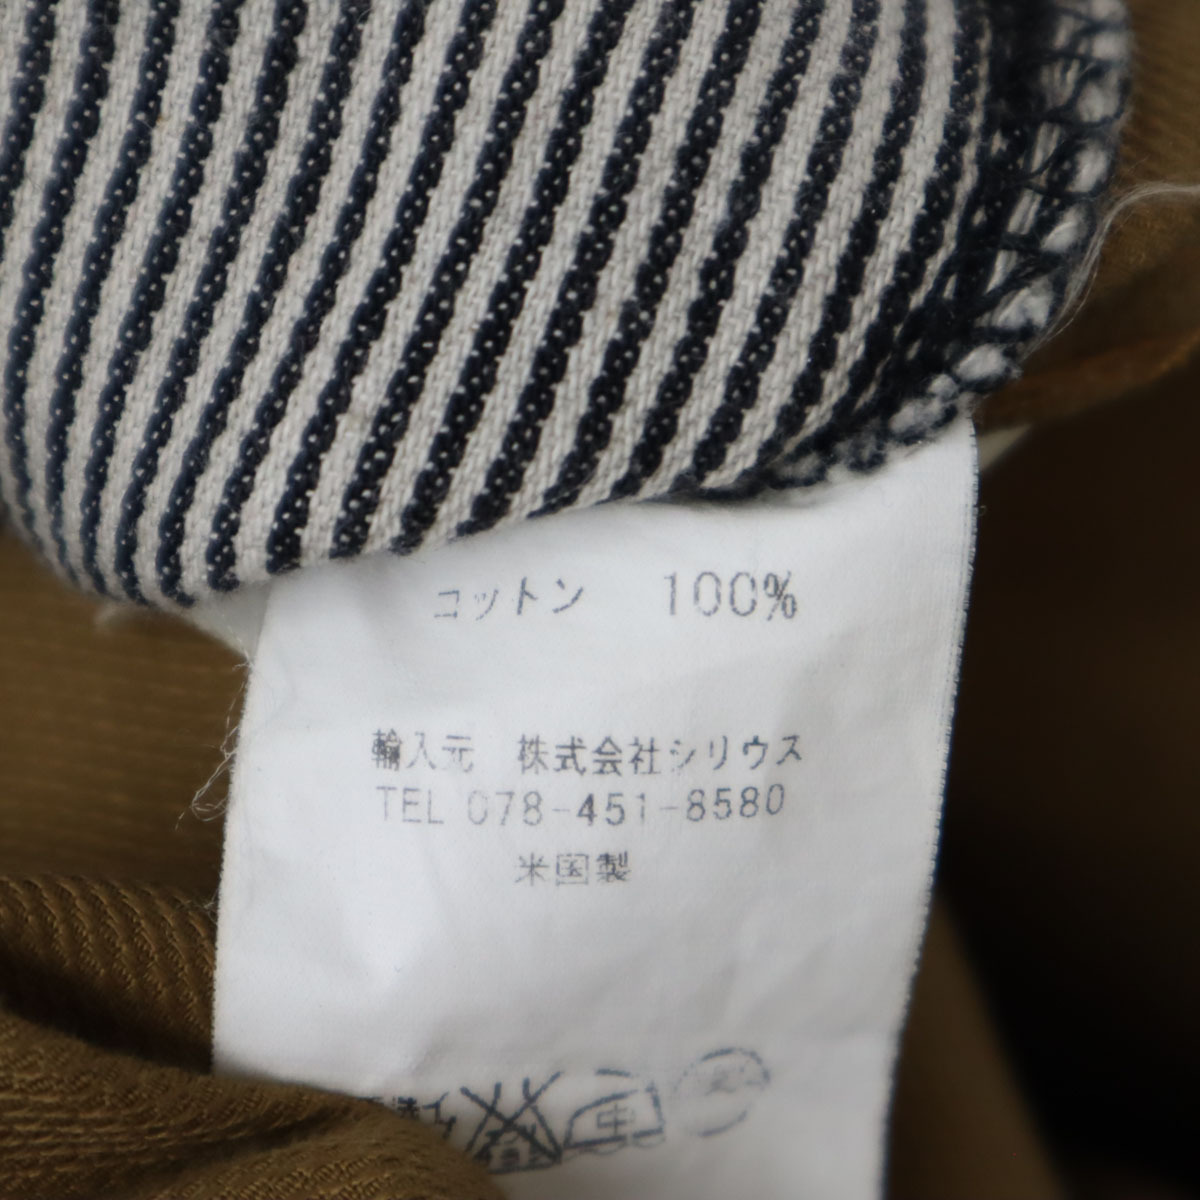 コットン 100%
輸入元 株式会社シリウス
TEL 078-451-8580
米国製